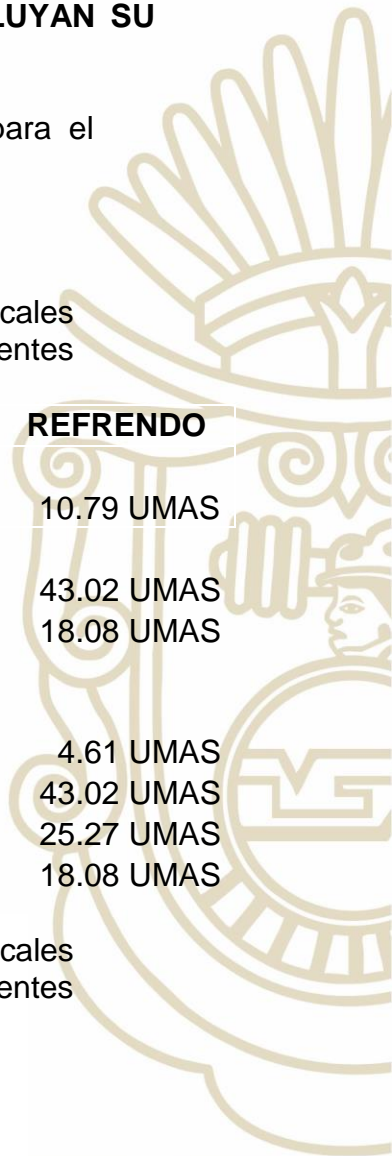 LUYAN SU
para el
cales
entes
REFRENDO
10.79 UMAS
43.02 UMAS
18.08 UMAS
4.61 UMAS
43.02 UMAS
25.27 UMAS
18.08 UMAS
cales
entes